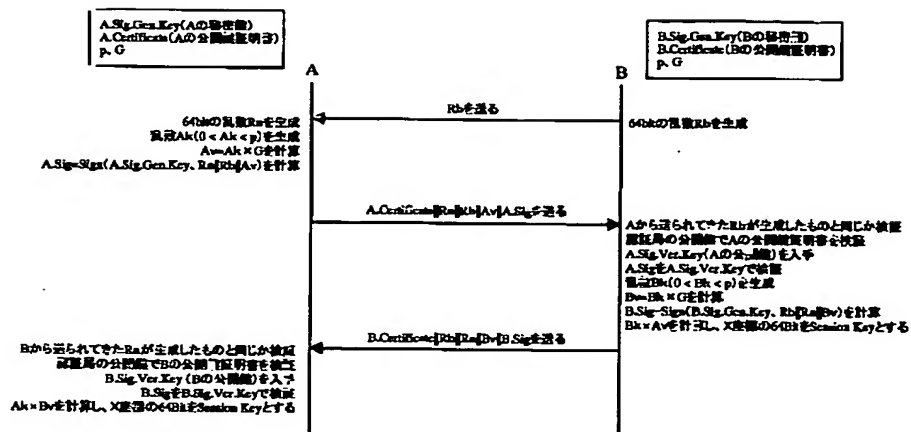 A.Sig.Gen.Key(Aの秘密鍵)
A.Certificate(Aの公開鍵証明書)
p、G
B.Sig.Gen.Key(Bの秘密鍵)
B.Certificate(Bの公開鍵証明書)
p、G
A
B
Rbを送る
64bitの乱数Rbを生成
64bitの乱数Raを生成
乱数Ak(0 < Ak < p)を生成
Av=Ak × Gを計算
A.Sig=Sign(A.Sig.Gen.Key、Ra||Rb||Av)を計算
A.Certificate||Ra||Rb||Av||A.Sigを送る
Aから送られてきたRbが生成したものと同じか検証
認証局の公開鍵でAの公開鍵証明書を検証
A.Sig.Ver.Key(Aの公開鍵)を入手
A.SigをA.Sig.Ver.Keyで検証
乱数Bk(0 < Bk < p)を生成
Bv=Bk × Gを計算
B.Sig=Sign(B.Sig.Gen.Key、Rb||Ra||Bv)を計算
Bk × Avを計算し、X座標の64BitをSession Keyとする
B.Certificate||Rb||Ra||Bv||B.Sigを送る
Bから送られてきたRaが生成したものと同じか検証
認証局の公開鍵でBの公開鍵証明書を検証
B.Sig.Ver.Key (Bの公開鍵)を入手
B.SigをB.Sig.Ver.Keyで検証
Ak × Bvを計算し、X座標の64BitをSession Keyとする